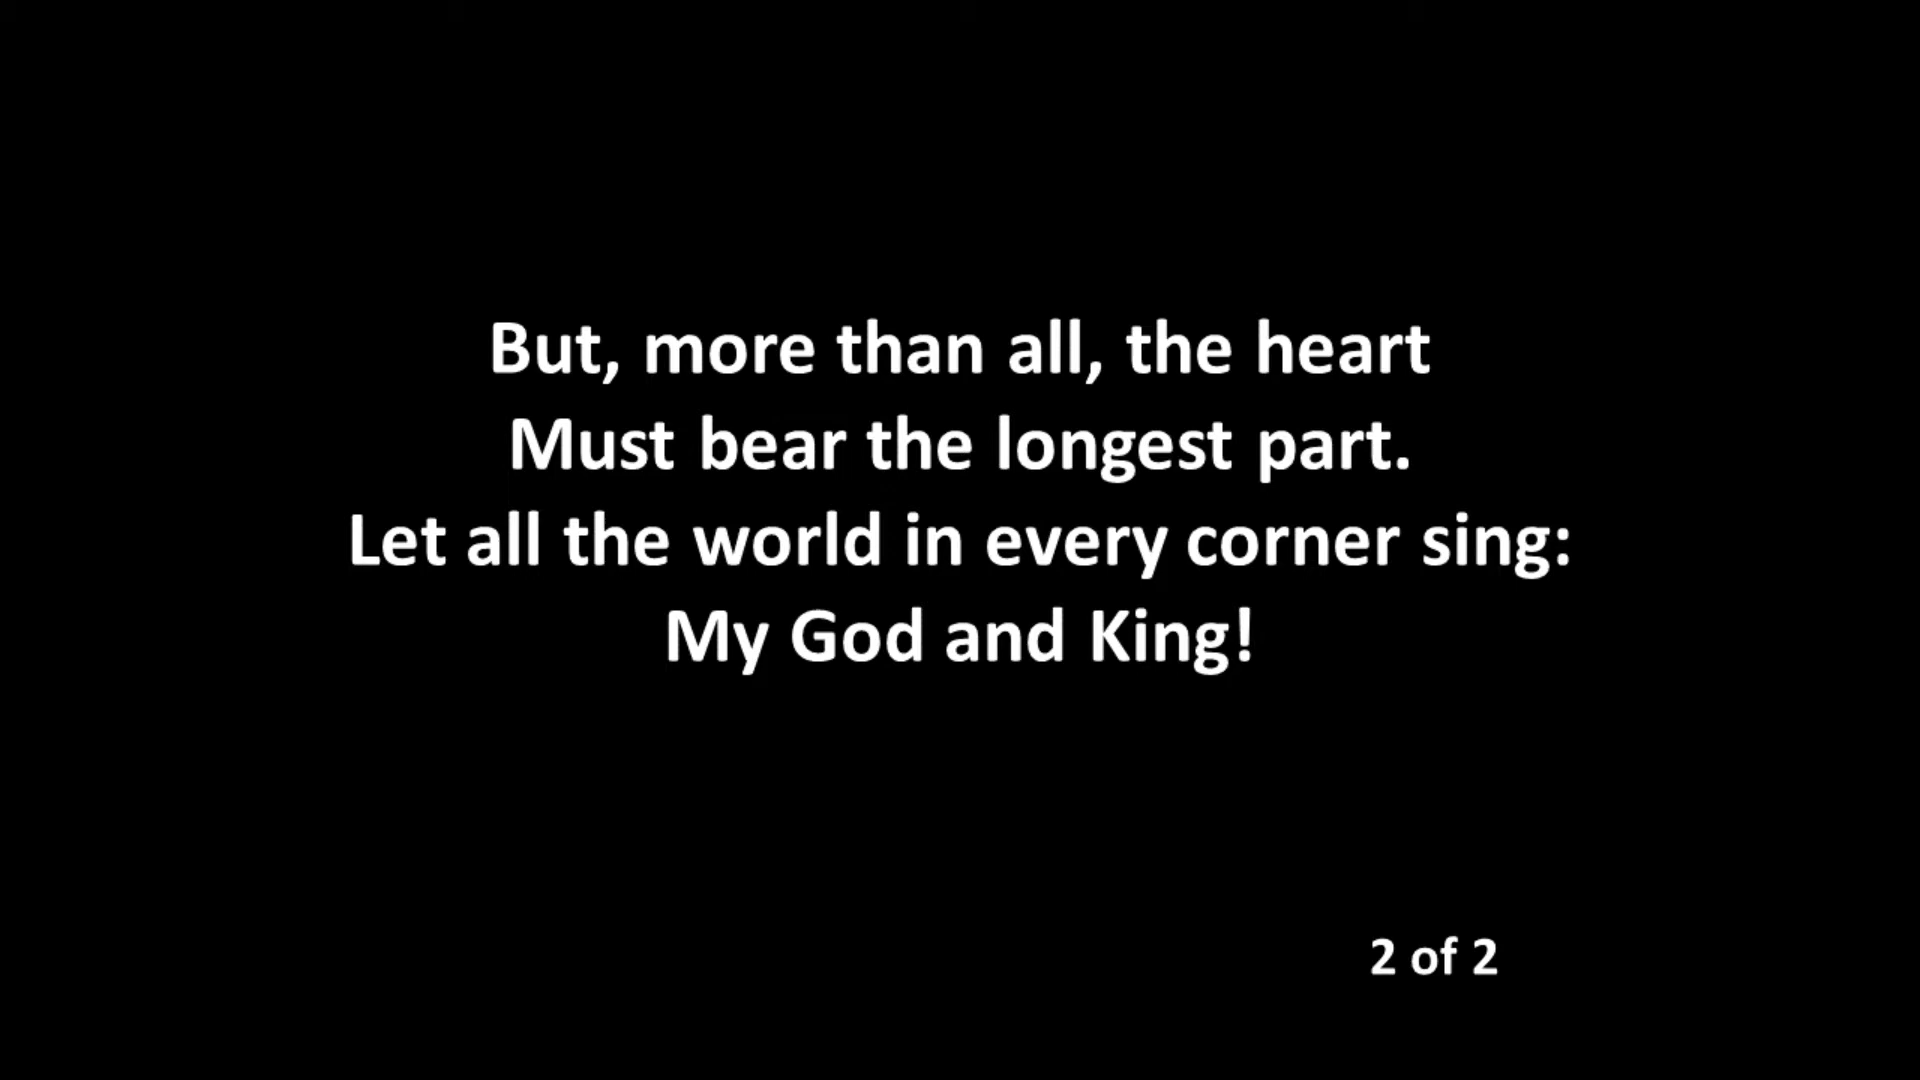 But, more than all, the heart
Must bear the longest part.
Let all the world in every corner sing:
My God and King!
2 of 2